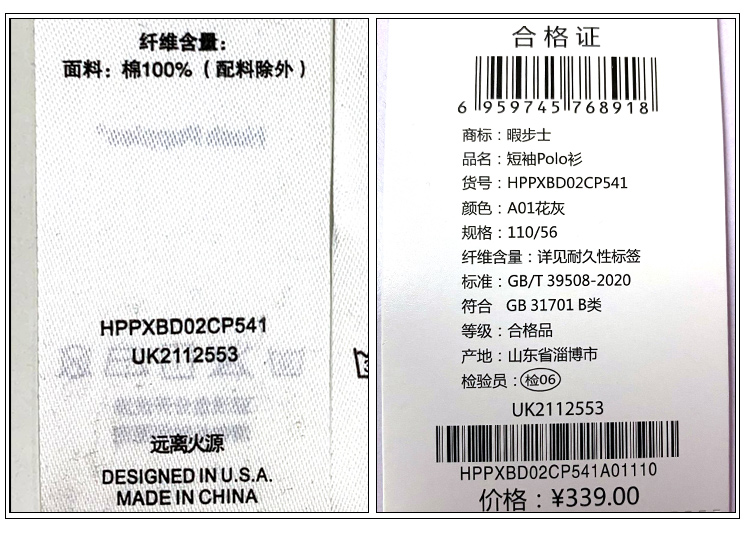 纤维含量：
面料：棉100%（配料除外）
HPPXBD02CP541
UK2112553
远离火源
DESIGNED IN U.S.A.
MADE IN CHINA
合格证
6 959745 768918
商标：暇步士
品名：短袖Polo衫
货号：HPPXBD02CP541
颜色：A01花灰
规格：110/56
纤维含量：详见耐久性标签
标准：GB/T 39508-2020
符合 GB 31701 B类
等级：合格品
产地：山东省淄博市
检验员：检06
UK2112553
HPPXBD02CP541A01110
价格：¥339.00